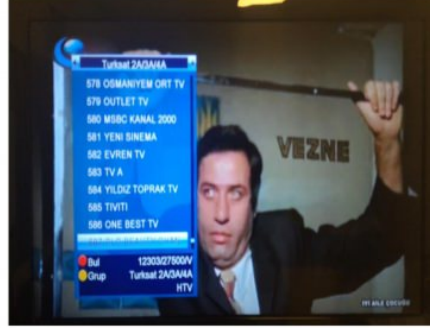 Turksat 2A/3A/4A
578 OSMANIYEM ORT TV
579 OUTLET TV
580 MSBC KANAL 2000
581 YENI SINEMA
582 EVREN TV
583 TV A
584 YILDIZ TOPRAK TV
585 TIVITI
586 ONE BEST TV
VEZNE
Bul 12303/27500/V
Grup Turksat 2A/3A/4A
HTV